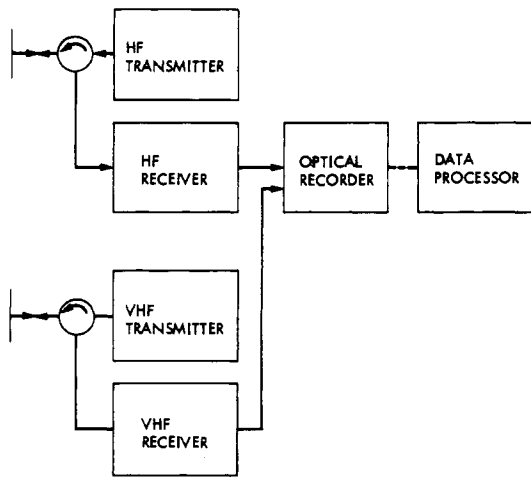 HF
TRANSMITTER
HF
RECEIVER
OPTICAL
RECORDER
DATA
PROCESSOR
VHF
TRANSMITTER
VHF
RECEIVER